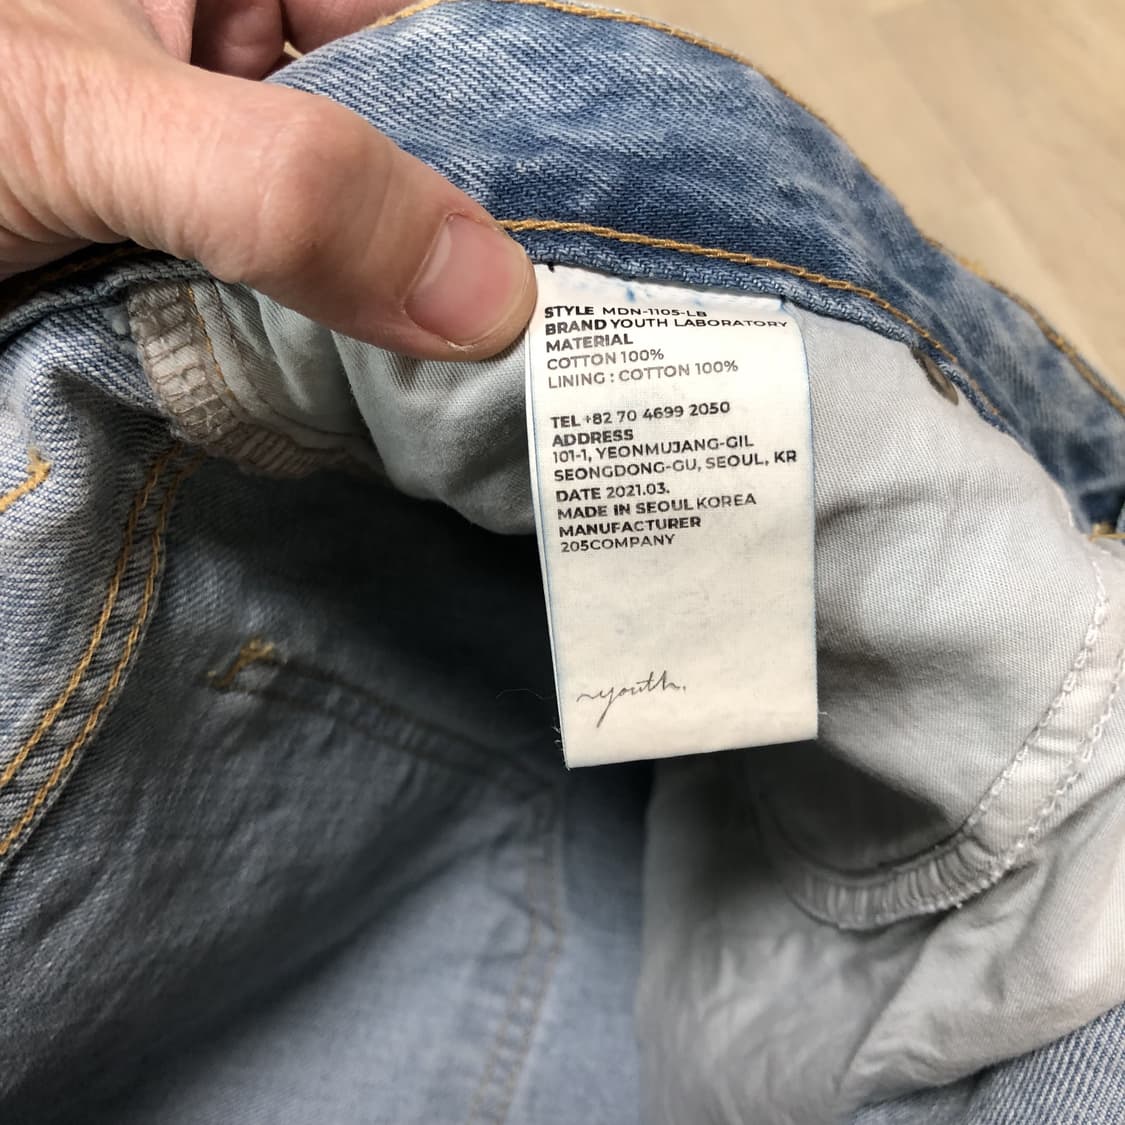 STYLE MDN-1105-LB
BRAND YOUTH LABORATORY
MATERIAL
COTTON 100%
LINING : COTTON 100%
TEL +82 70 4699 2050
ADDRESS
101-1, YEONMUJANG-GIL
SEONGDONG-GU, SEOUL, KR
DATE 2021.03.
MADE IN SEOUL KOREA
MANUFACTURER
205COMPANY
~youth.